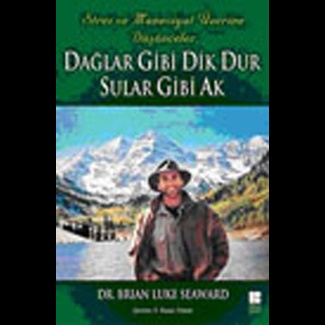 Stres ve Maneviyat Üzerine
Düşünceler
DAĞLAR GİBİ DİK DUR
SULAR GİBİ AK
DR. BRIAN LUKE SEAWARD